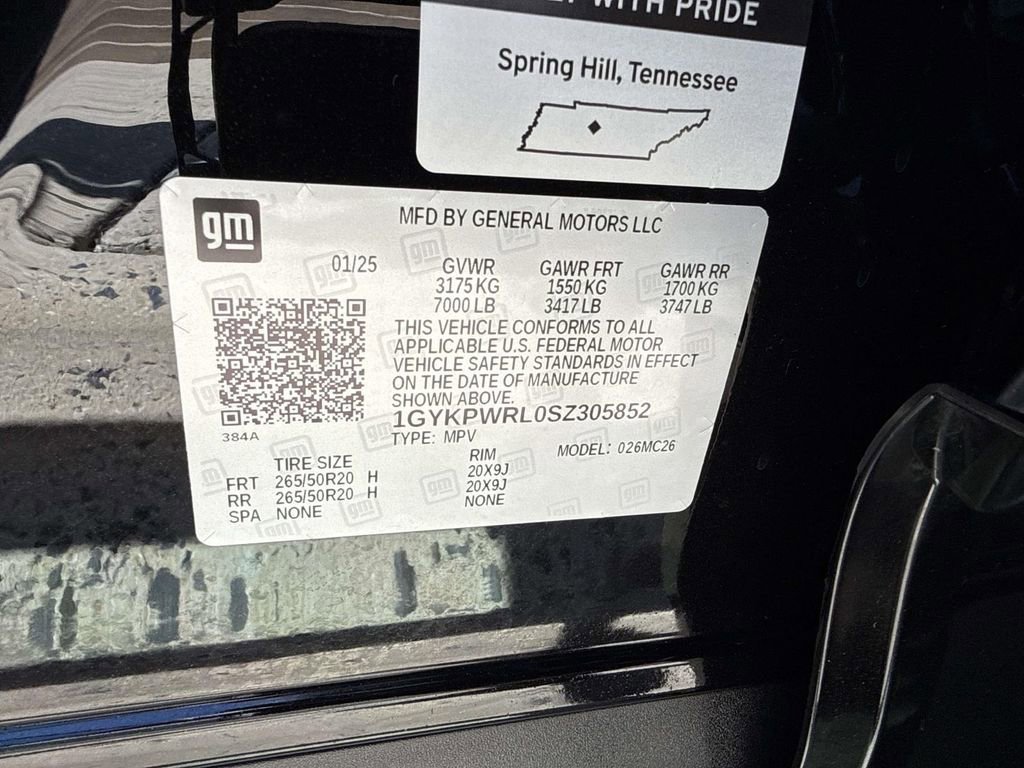 WITH PRIDE
Spring Hill, Tennessee
gm
MFD BY GENERAL MOTORS LLC
01/25
GVWR GAWR FRT GAWR RR
3175 KG 1550 KG 1700 KG
7000 LB 3417 LB 3747 LB
THIS VEHICLE CONFORMS TO ALL
APPLICABLE U.S. FEDERAL MOTOR
VEHICLE SAFETY STANDARDS IN EFFECT
ON THE DATE OF MANUFACTURE
SHOWN ABOVE.
1GYKPWRL0SZ305852
384A
TYPE: MPV MODEL: 026MC26
TIRE SIZE RIM
FRT 265/50R20 H 20X9J
RR 265/50R20 H 20X9J
SPA NONE NONE